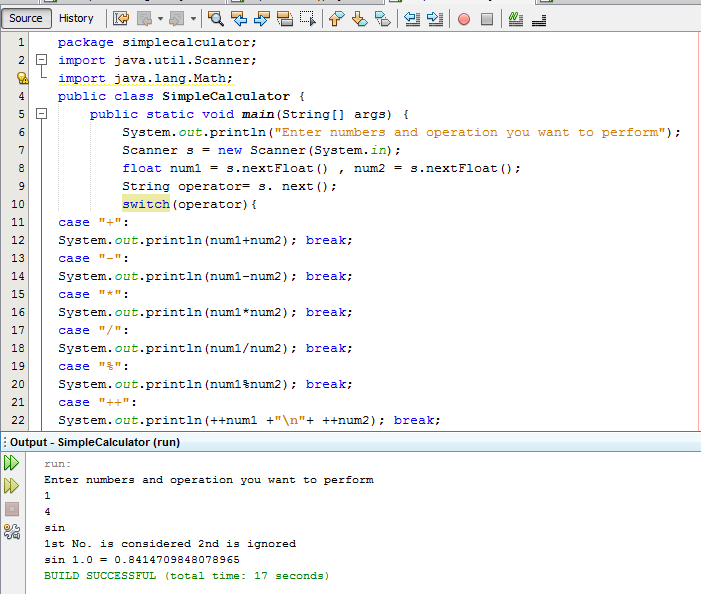 Source History
1 package simplecalculator;
2 import java.util.Scanner;
import java.lang.Math;
4 public class SimpleCalculator {
5 public static void main(String[] args) {
6 System.out.println("Enter numbers and operation you want to perform");
7 Scanner s = new Scanner(System.in);
8 float num1 = s.nextFloat() , num2 = s.nextFloat();
9 String operator= s. next();
10 switch(operator){
11 case "+":
12 System.out.println(num1+num2); break;
13 case "-":
14 System.out.println(num1-num2); break;
15 case "*":
16 System.out.println(num1*num2); break;
17 case "/":
18 System.out.println(num1/num2); break;
19 case "%":
20 System.out.println(num1%num2); break;
21 case "++":
22 System.out.println(++num1 +"\n"+ ++num2); break;
Output - SimpleCalculator (run)
run:
Enter numbers and operation you want to perform
1
4
sin
1st No. is considered 2nd is ignored
sin 1.0 = 0.8414709848078965
BUILD SUCCESSFUL (total time: 17 seconds)